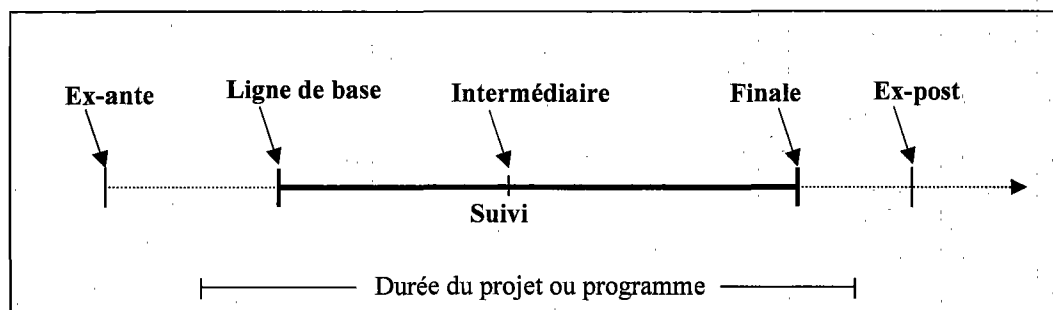 Ex-ante Ligne de base Intermédiaire Finale Ex-post
Suivi
Durée du projet ou programme